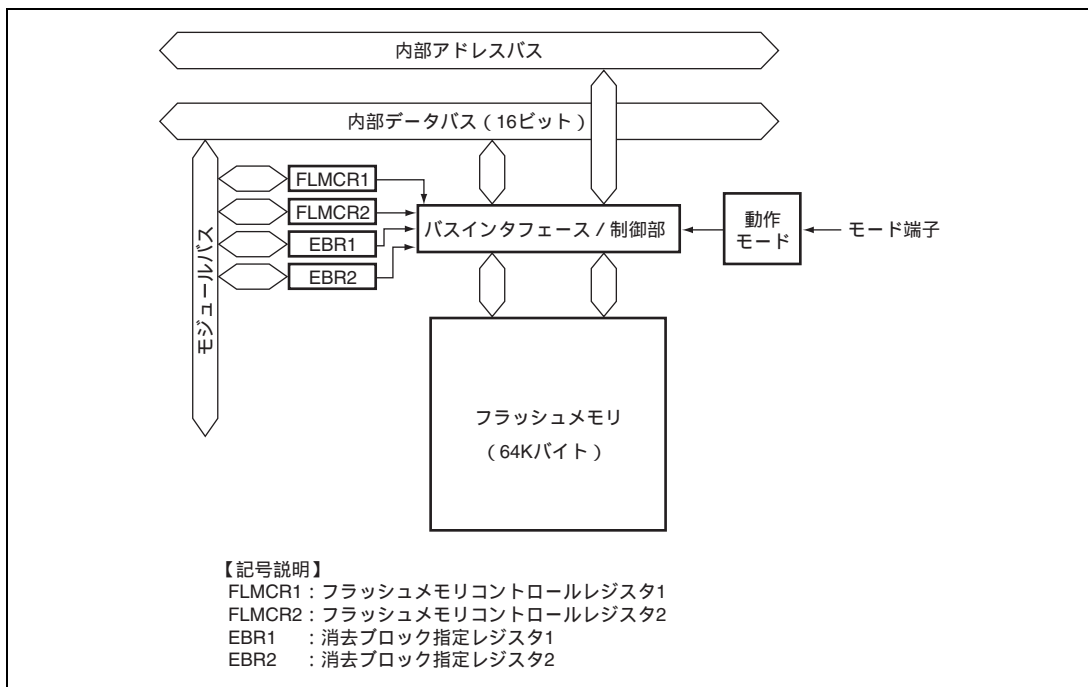 内部アドレスバス
内部データバス（16ビット）
モジュールバス
FLMCR1
FLMCR2
EBR1
EBR2
バスインタフェース / 制御部
動作
モード
モード端子
フラッシュメモリ
（64Kバイト）
【記号説明】
FLMCR1：フラッシュメモリコントロールレジスタ1
FLMCR2：フラッシュメモリコントロールレジスタ2
EBR1　：消去ブロック指定レジスタ1
EBR2　：消去ブロック指定レジスタ2